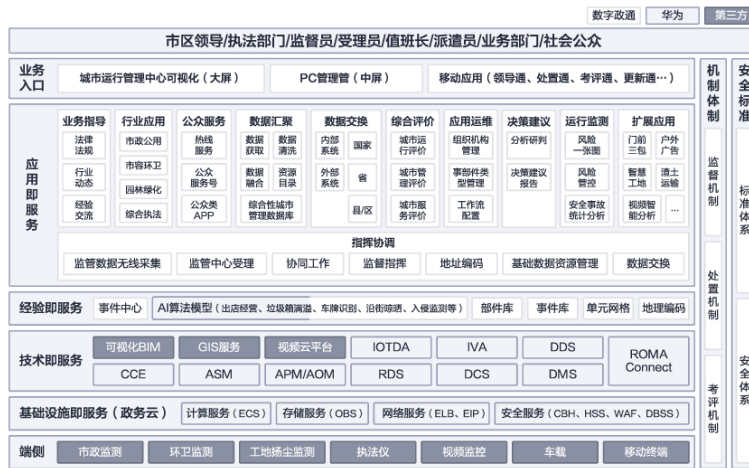 数字政通 华为 第三方
市区领导/执法部门/监督员/受理员/值班长/派遣员/业务部门/社会公众
业务入口
城市运行管理中心可视化（大屏） PC管理管（中屏） 移动应用（领导通、处置通、考评通、更新通…）
应用即服务
业务指导 行业应用 公众服务 数据汇聚 数据交换 综合评价 应用运维 决策建议 运行监测 扩展应用
法律法规 市政公用 热线服务 数据获取 数据清洗 内部系统 国家 城市运行评价 组织机构管理 分析研判 风险一张图 门前三包 户外广告
行业动态 市容环卫 公众服务号 数据融合 资源目录 外部系统 省 城市管理评价 事部件类型管理 决策建议报告 风险管控 智慧工地 渣土运输
园林绿化
经验交流 综合执法 公众类APP 综合性城市管理数据库 县/区 城市服务评价 工作流配置 安全事故统计分析 视频智能分析 …
指挥协调
监管数据无线采集 监管中心受理 协同工作 监督指挥 地址编码 基础数据资源管理 数据交换
经验即服务 事件中心 AI算法模型（出店经营、垃圾箱满溢、车牌识别、沿街晾晒、入侵监测等） 部件库 事件库 单元网格 地理编码
技术即服务
可视化BIM GIS服务 视频云平台 IOTDA IVA DDS
CCE ASM APM/AOM RDS DCS DMS
ROMA Connect
基础设施即服务（政务云） 计算服务（ECS） 存储服务（OBS） 网络服务（ELB、EIP） 安全服务（CBH、HSS、WAF、DBSS）
端侧 市政监测 环卫监测 工地扬尘监测 执法仪 视频监控 车载 移动终端
机制体制
监督机制
处置机制
考评机制
安全标准
标准体系
安全体系